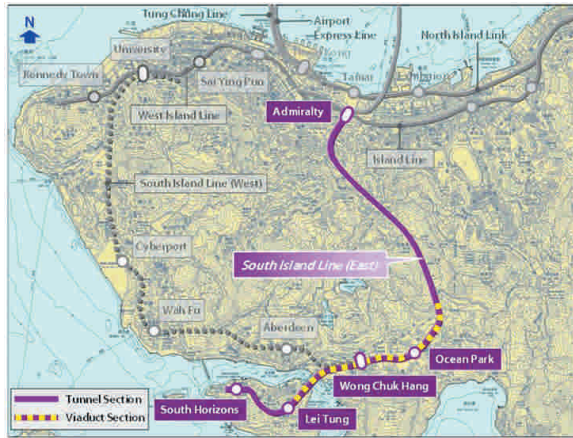 N
Tung Chung Line
Airport
Express Line
University
North Island Link
Kennedy Town
Sai Ying Pun
Tamar
Exhibition
West Island Line
Admiralty
Island Line
South Island Line (West)
Cyberport
South Island Line (East)
Wah Fu
Aberdeen
Ocean Park
Wong Chuk Hang
Tunnel Section
South Horizons
Viaduct Section
Lei Tung